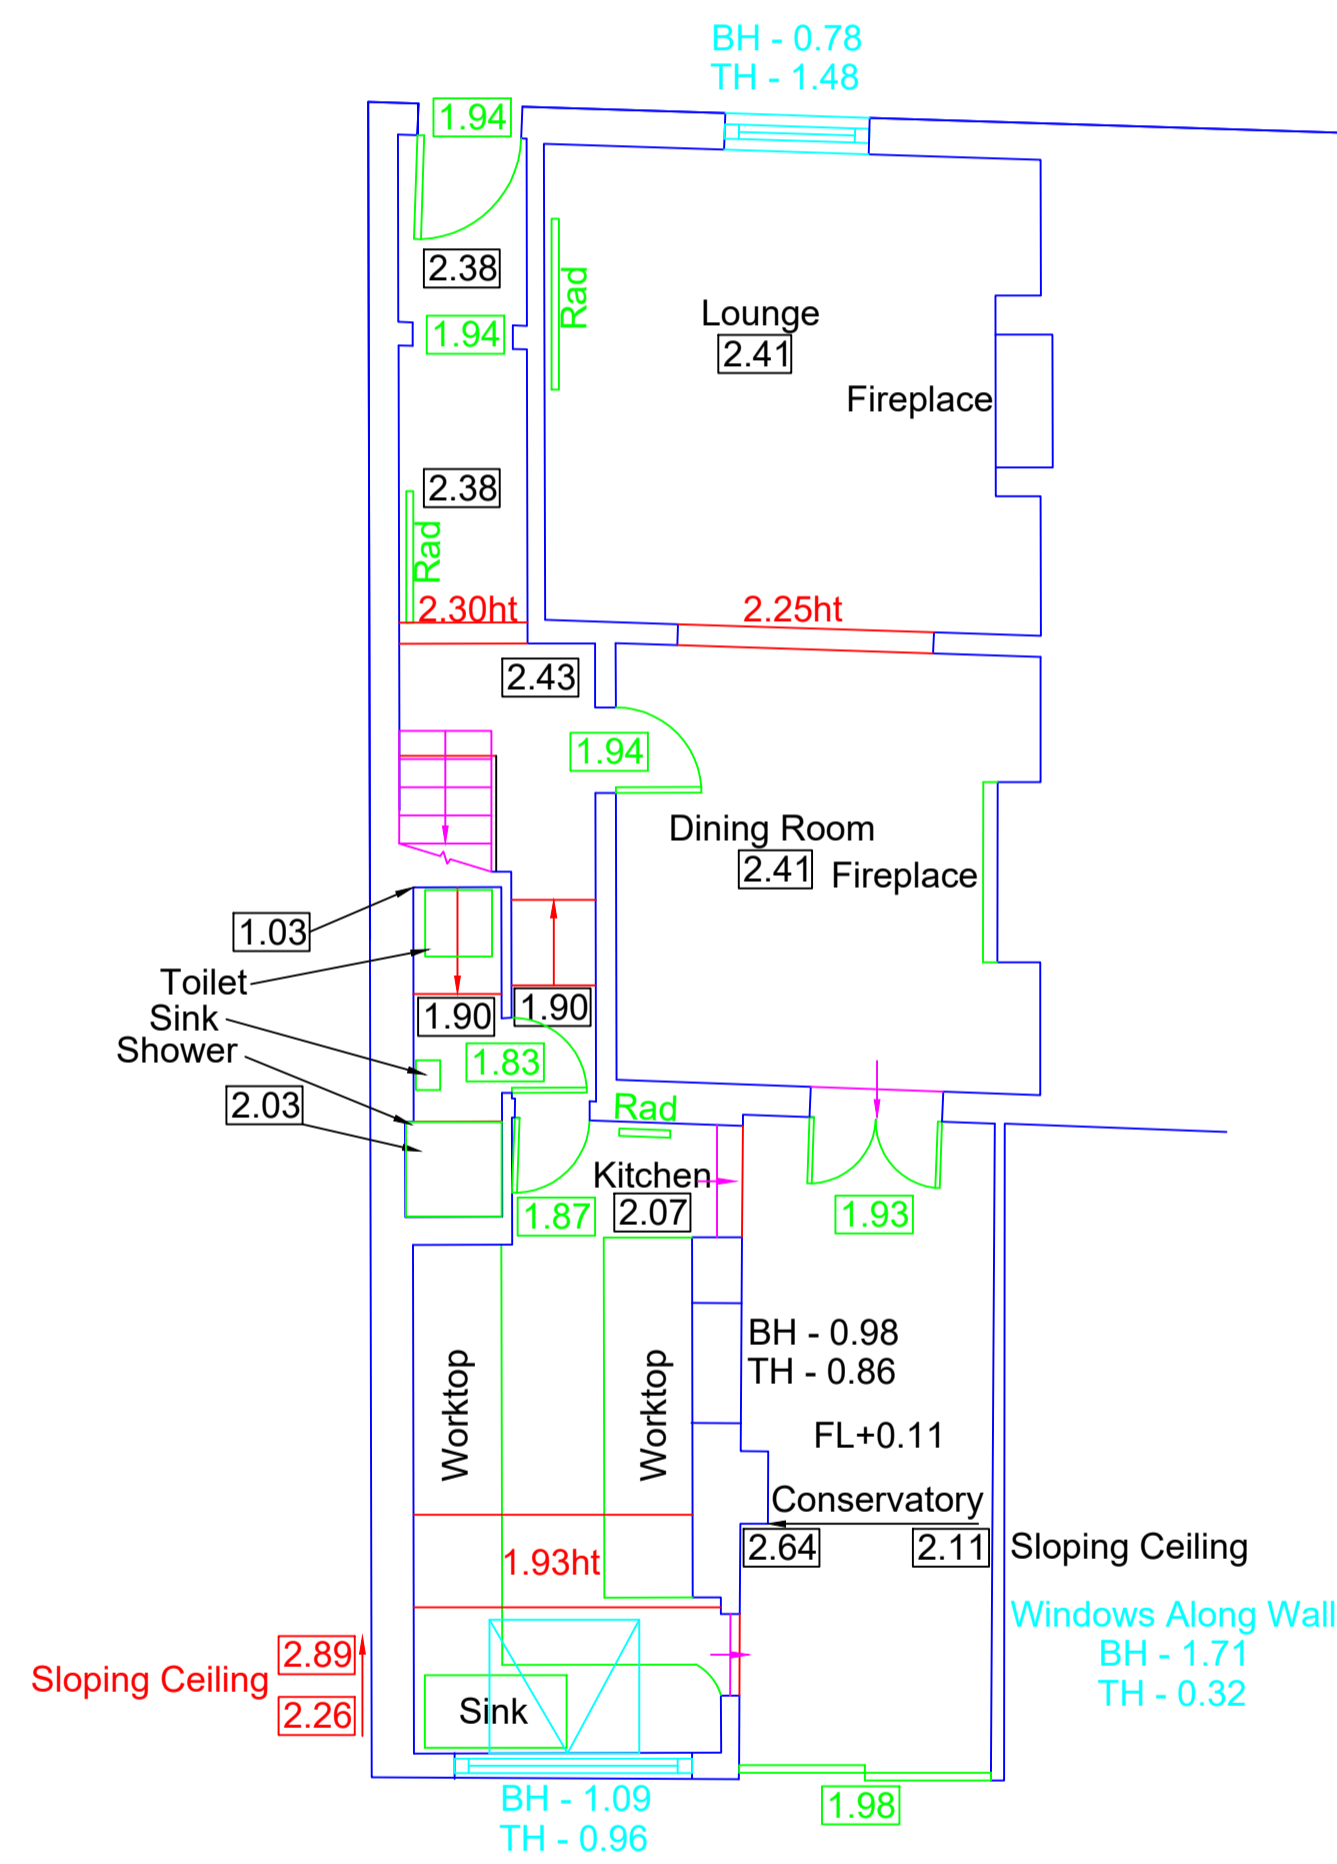 BH - 0.78
TH - 1.48
1.94
2.38
1.94
Rad
Lounge
2.41
Fireplace
2.38
Rad
2.30ht
2.25ht
2.43
1.94
Dining Room
2.41
Fireplace
1.03
Toilet
Sink
Shower
2.03
1.90
1.90
1.83
Rad
Kitchen
2.07
1.87
1.93
BH - 0.98
TH - 0.86
FL+0.11
Worktop
Worktop
Conservatory
2.64
2.11
Sloping Ceiling
1.93ht
Windows Along Wall
BH - 1.71
TH - 0.32
Sloping Ceiling
2.89
2.26
Sink
BH - 1.09
TH - 0.96
1.98